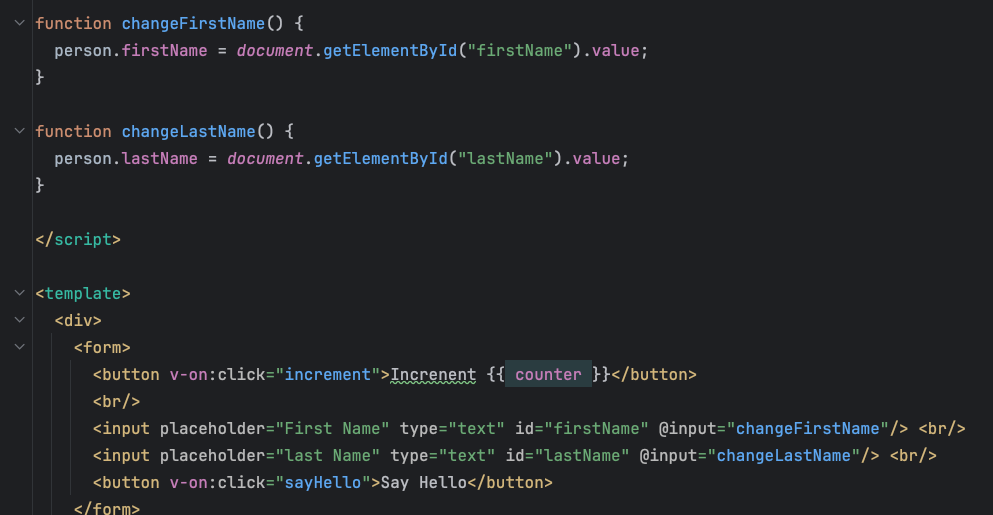 function changeFirstName() {
  person.firstName = document.getElementById("firstName").value;
}
function changeLastName() {
  person.lastName = document.getElementById("lastName").value;
}
</script>
<template>
  <div>
    <form>
      <button v-on:click="increment">Increnent {{ counter }}</button>
      <br/>
      <input placeholder="First Name" type="text" id="firstName" @input="changeFirstName"/> <br/>
      <input placeholder="last Name" type="text" id="lastName" @input="changeLastName"/> <br/>
      <button v-on:click="sayHello">Say Hello</button>
    </form>